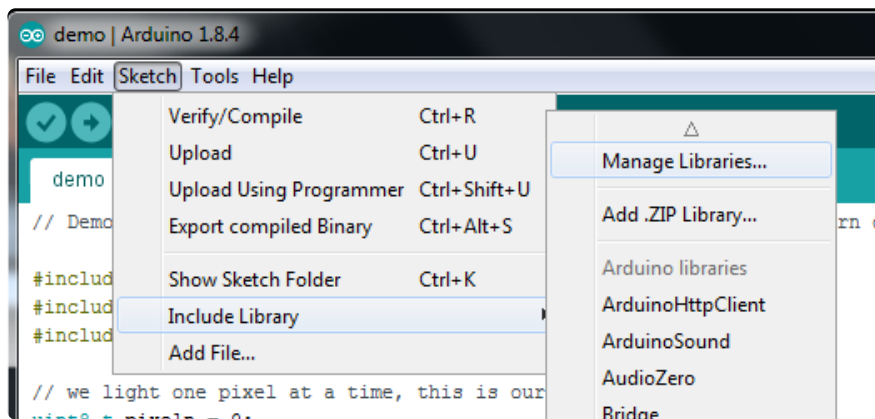 demo | Arduino 1.8.4
File Edit Sketch Tools Help
Verify/Compile Ctrl+R
Upload Ctrl+U
Upload Using Programmer Ctrl+Shift+U
Export compiled Binary Ctrl+Alt+S
Show Sketch Folder Ctrl+K
Include Library
Add File...
Manage Libraries...
Add .ZIP Library...
Arduino libraries
ArduinoHttpClient
ArduinoSound
AudioZero
Bridge
demo
// Demo
#includ
#includ
#includ
// we light one pixel at a time, this is our
uint8_t pixeln = 0;